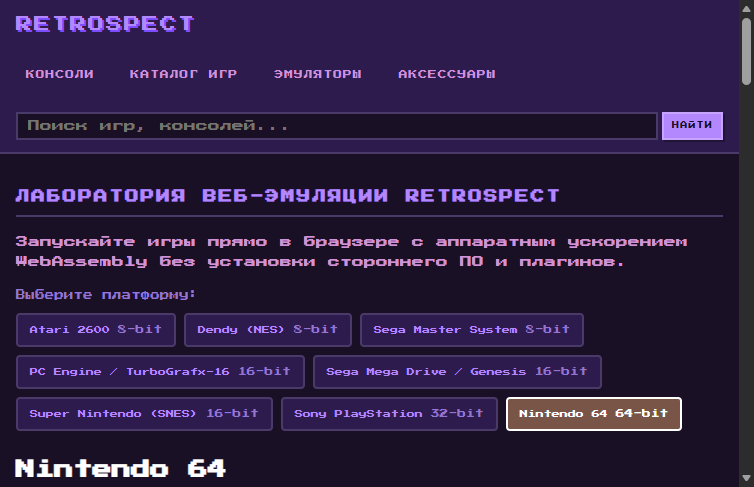 RETROSPECT
КОНСОЛИ КАТАЛОГ ИГР ЭМУЛЯТОРЫ АКСЕССУАРЫ
Поиск игр, консолей... НАЙТИ
ЛАБОРАТОРИЯ ВЕБ-ЭМУЛЯЦИИ RETROSPECT
Запускайте игры прямо в браузере с аппаратным ускорением
WebAssembly без установки стороннего ПО и плагинов.
Выберите платформу:
Atari 2600 8-bit Dendy (NES) 8-bit Sega Master System 8-bit
PC Engine / TurboGrafx-16 16-bit Sega Mega Drive / Genesis 16-bit
Super Nintendo (SNES) 16-bit Sony PlayStation 32-bit Nintendo 64 64-bit
Nintendo 64